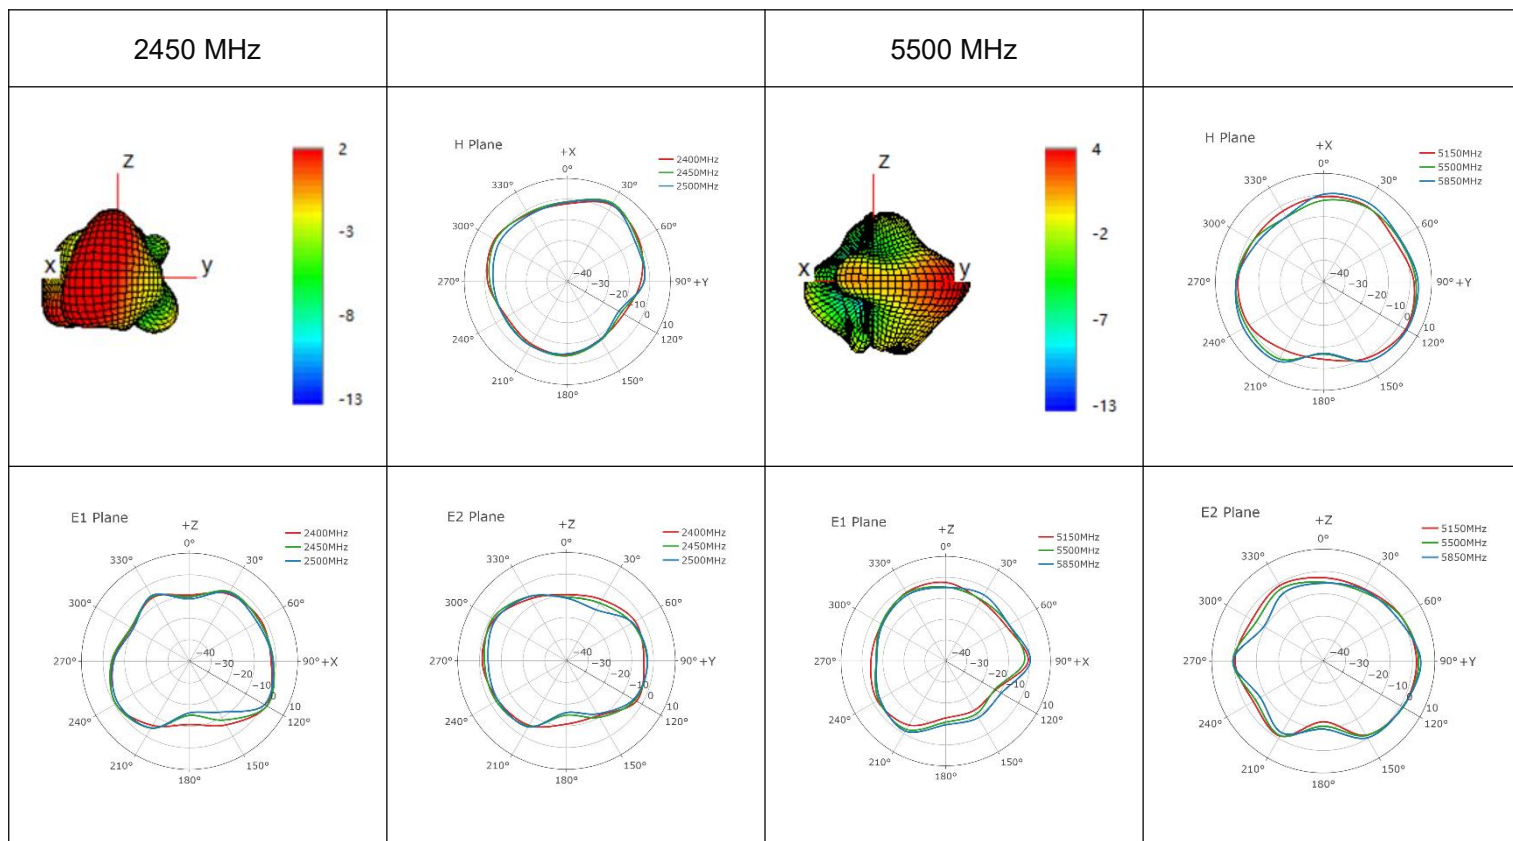 2450 MHz
5500 MHz
Z
x
y
2
-3
-8
-13
H Plane
+X
0°
30°
60°
90° +Y
120°
150°
180°
210°
240°
270°
300°
330°
−40
−30
−20
−10
0
10
2400MHz
2450MHz
2500MHz
Z
x
y
4
-2
-7
-13
H Plane
+X
0°
30°
60°
90° +Y
120°
150°
180°
210°
240°
270°
300°
330°
−40
−30
−20
−10
0
10
5150MHz
5500MHz
5850MHz
E1 Plane
+Z
0°
30°
60°
90° +X
120°
150°
180°
210°
240°
270°
300°
330°
−40
−30
−20
−10
0
10
2400MHz
2450MHz
2500MHz
E2 Plane
+Z
0°
30°
60°
90° +Y
120°
150°
180°
210°
240°
270°
300°
330°
−40
−30
−20
−10
0
10
2400MHz
2450MHz
2500MHz
E1 Plane
+Z
0°
30°
60°
90° +X
120°
150°
180°
210°
240°
270°
300°
330°
−40
−30
−20
−10
0
10
5150MHz
5500MHz
5850MHz
E2 Plane
+Z
0°
30°
60°
90° +Y
120°
150°
180°
210°
240°
270°
300°
330°
−40
−30
−20
−10
0
10
5150MHz
5500MHz
5850MHz